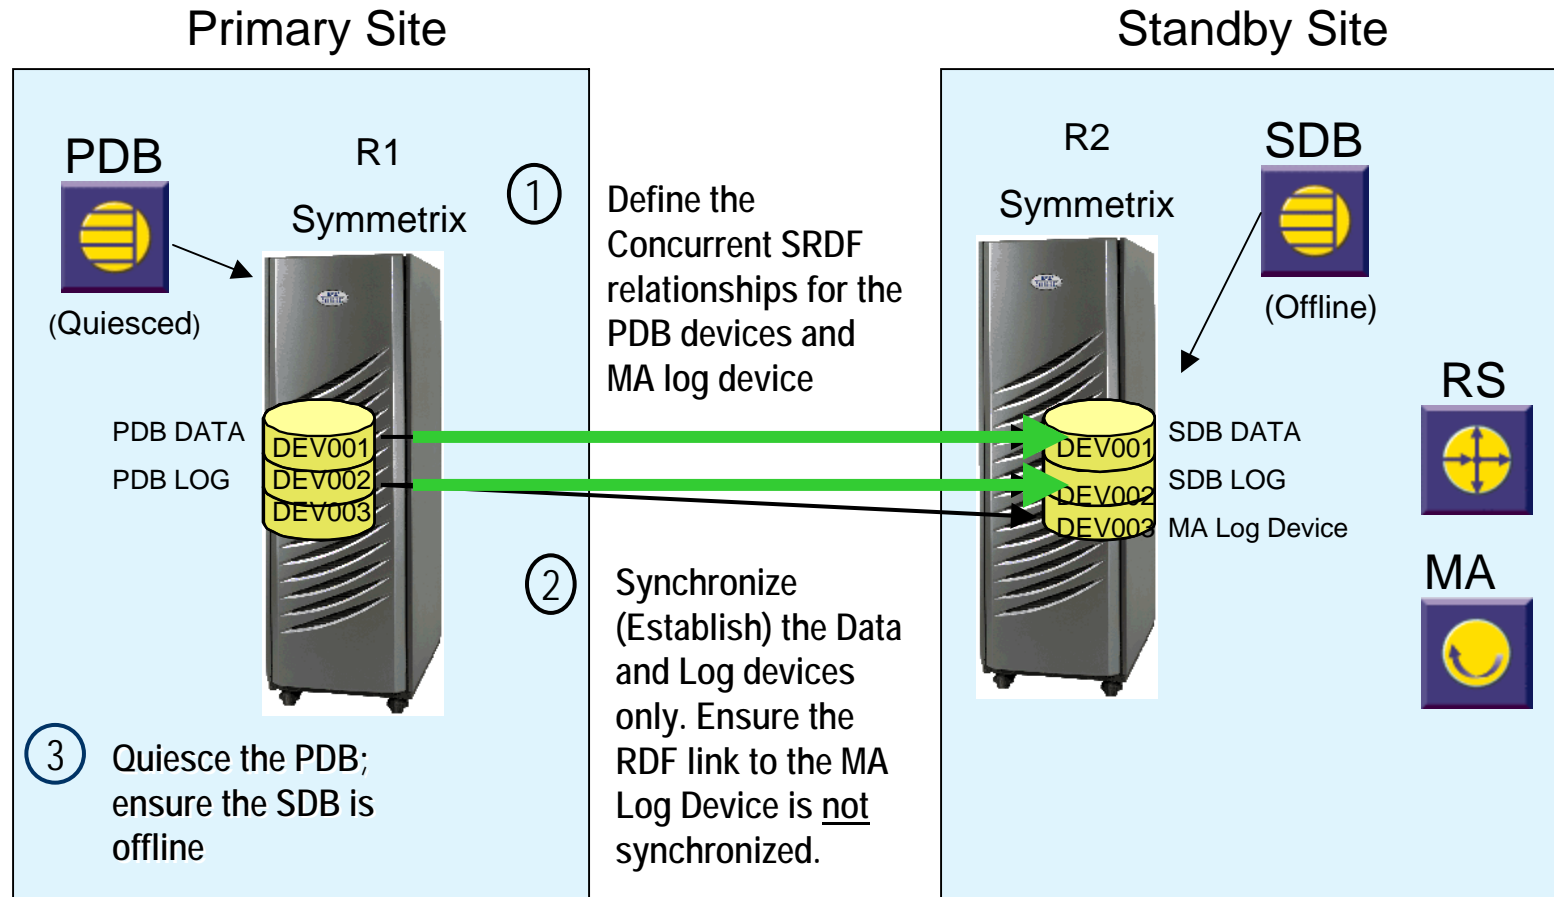 Primary Site
Standby Site
PDB
(Quiesced)
R1
Symmetrix
1
Define the
Concurrent SRDF
relationships for the
PDB devices and
MA log device
R2
Symmetrix
SDB
(Offline)
RS
MA
PDB DATA
PDB LOG
DEV001
DEV002
DEV003
DEV001
DEV002
DEV003
SDB DATA
SDB LOG
MA Log Device
2
Synchronize
(Establish) the Data
and Log devices
only. Ensure the
RDF link to the MA
Log Device is not
synchronized.
3
Quiesce the PDB;
ensure the SDB is
offline